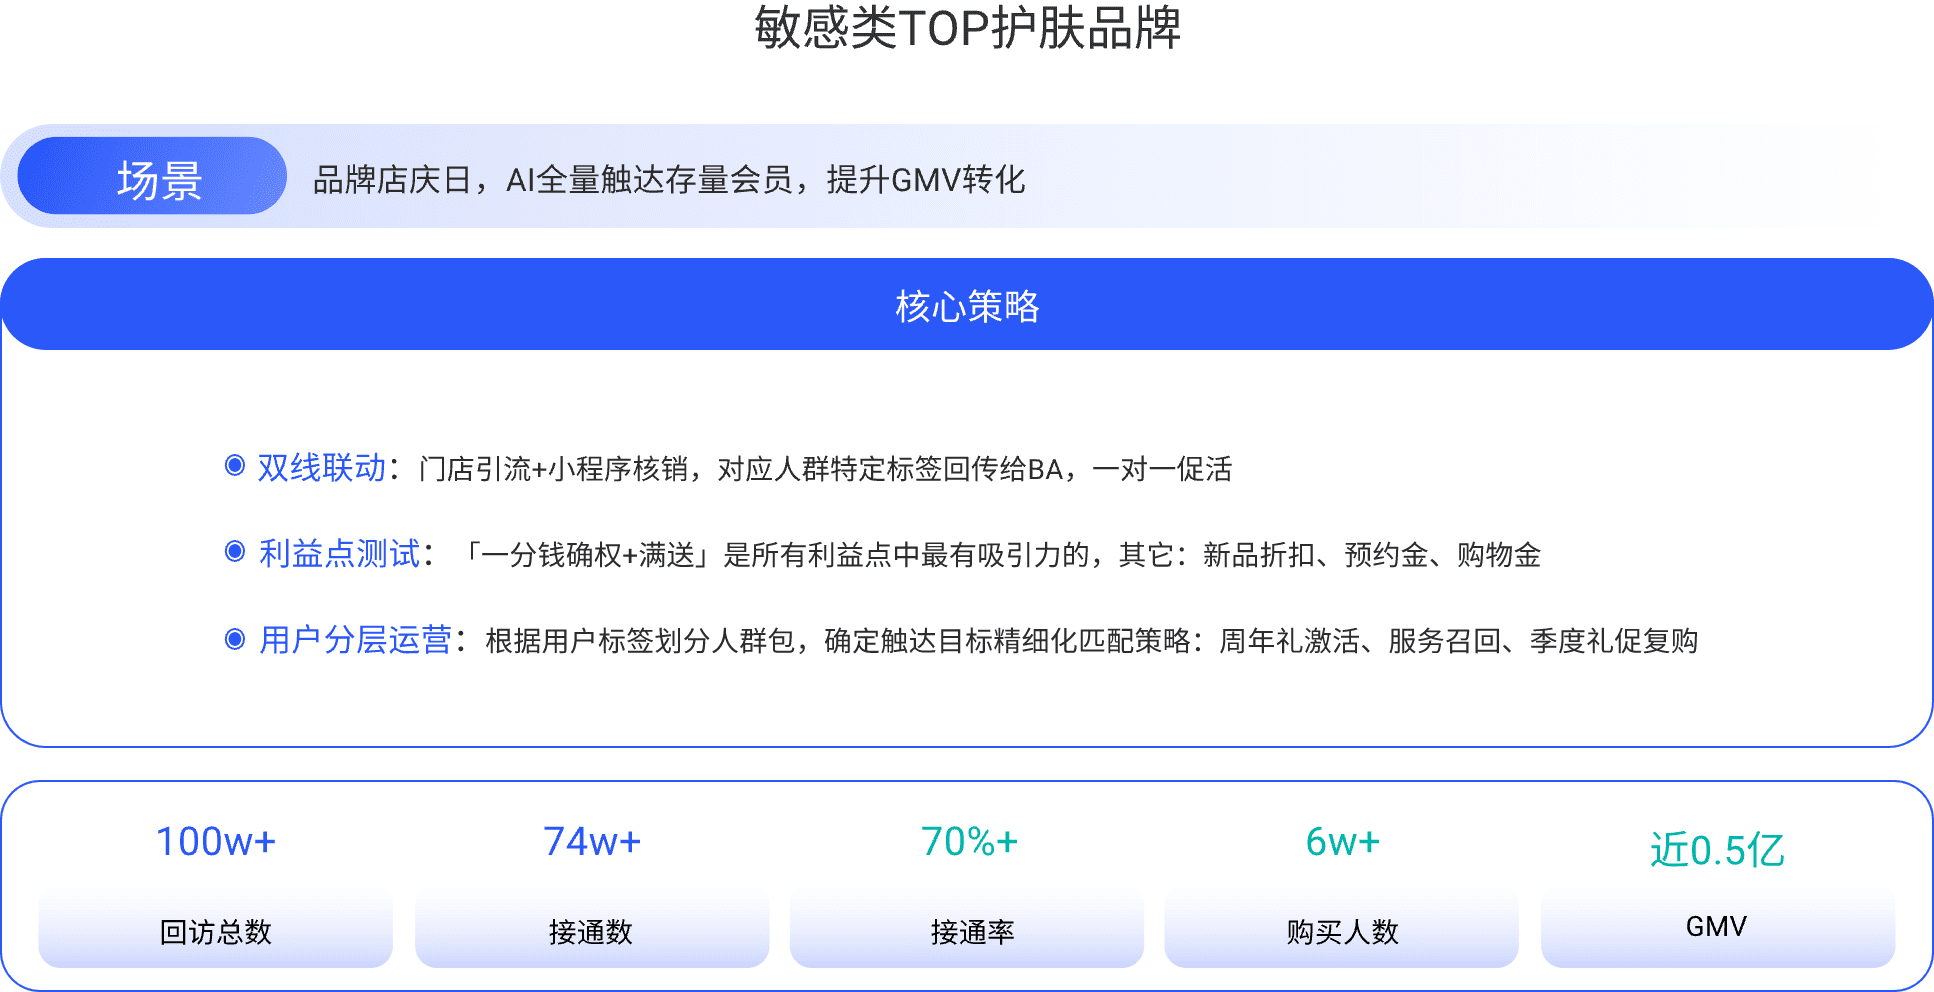 敏感类TOP护肤品牌
场景
品牌店庆日，AI全量触达存量会员，提升GMV转化
核心策略
双线联动：门店引流+小程序核销，对应人群特定标签回传给BA，一对一促活
利益点测试：「一分钱确权+满送」是所有利益点中最有吸引力的，其它：新品折扣、预约金、购物金
用户分层运营：根据用户标签划分人群包，确定触达目标精细化匹配策略：周年礼激活、服务召回、季度礼促复购
100w+
回访总数
74w+
接通数
70%+
接通率
6w+
购买人数
近0.5亿
GMV